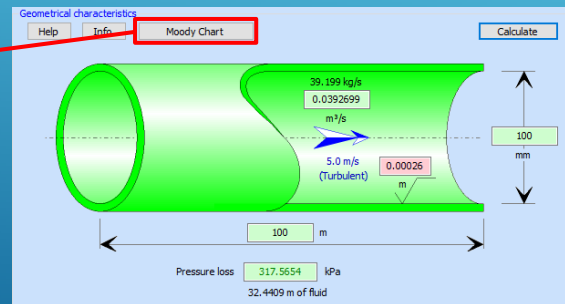 Geometrical characteristics
Help Info Moody Chart Calculate
39.199 kg/s
0.0392699
m³/s
5.0 m/s
(Turbulent)
0.00026
m
100
mm
100 m
Pressure loss 317.5654 kPa
32.4409 m of fluid